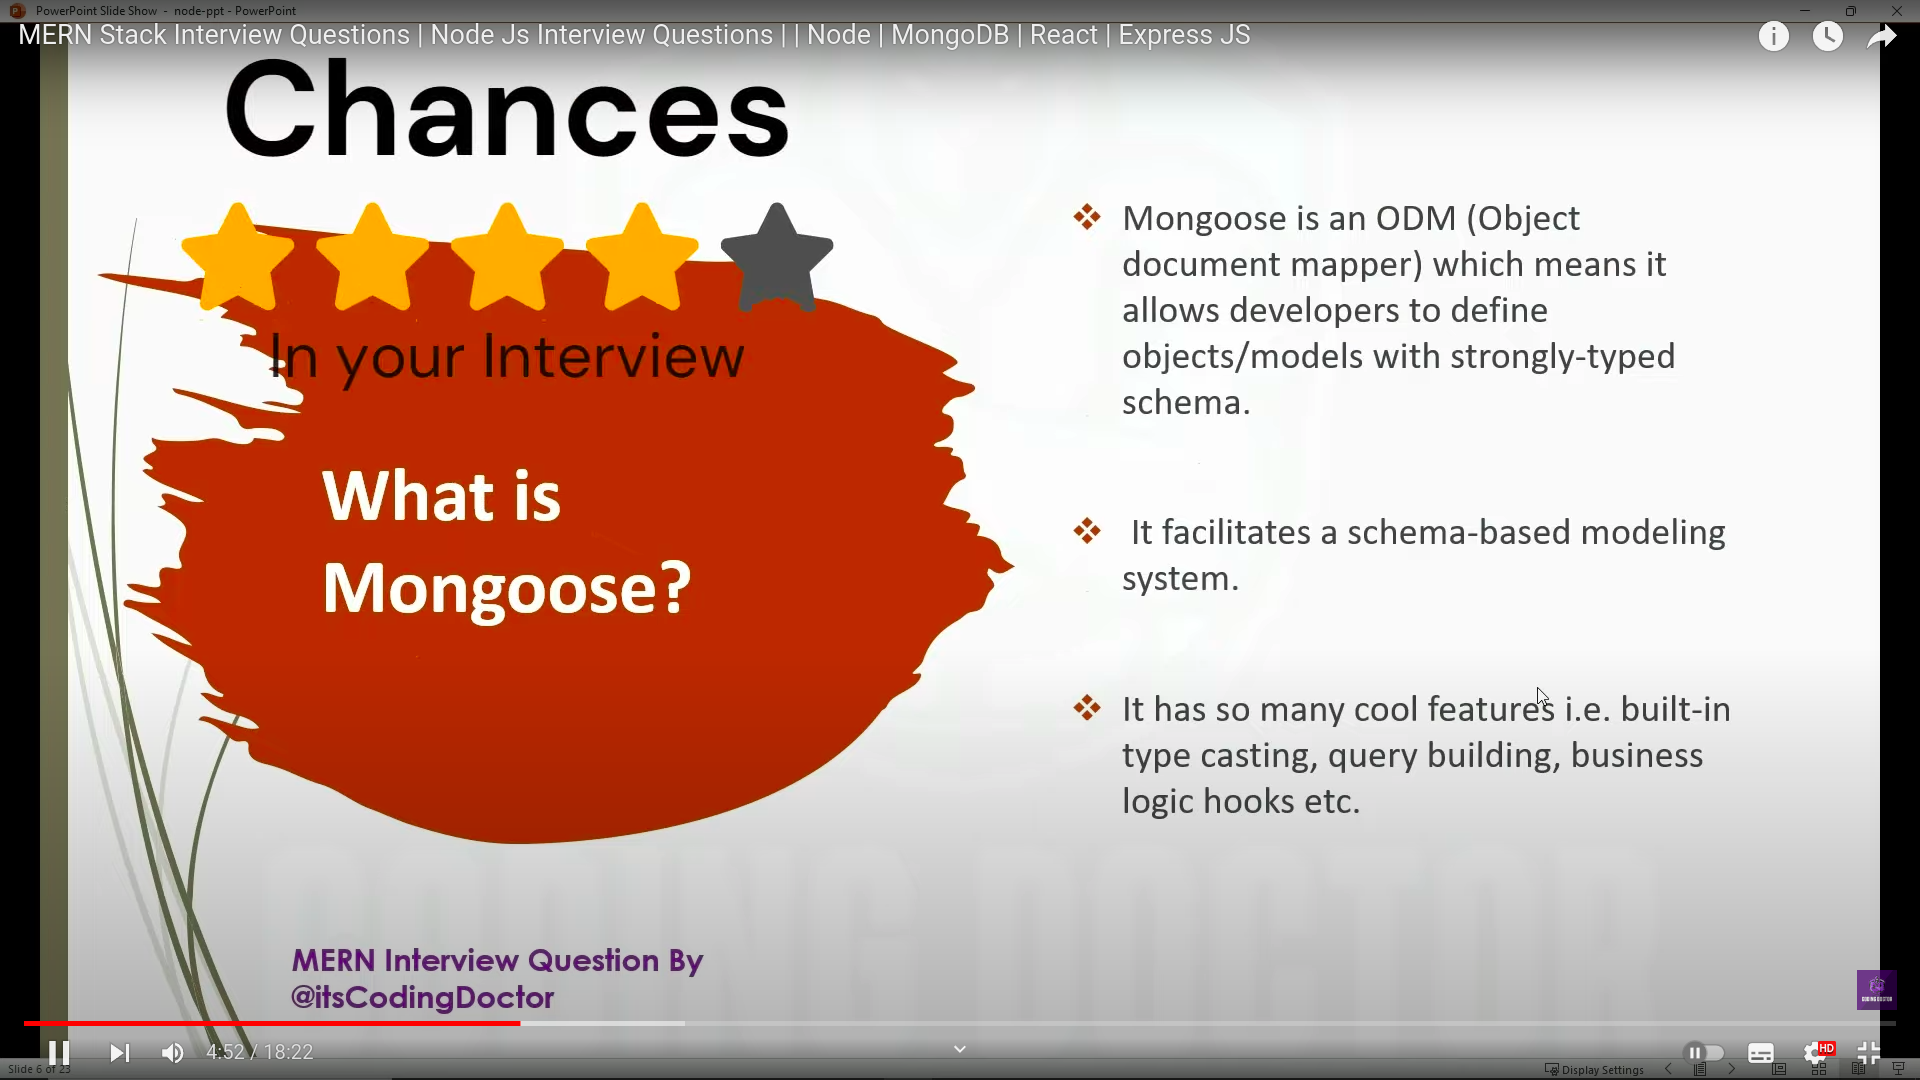 PowerPoint Slide Show - node-ppt - PowerPoint
MERN Stack Interview Questions | Node Js Interview Questions | | Node | MongoDB | React | Express JS
Chances
In your Interview
What is
Mongoose?
Mongoose is an ODM (Object
document mapper) which means it
allows developers to define
objects/models with strongly-typed
schema.
It facilitates a schema-based modeling
system.
It has so many cool features i.e. built-in
type casting, query building, business
logic hooks etc.
CODING DOCTOR
MERN Interview Question By
@itsCodingDoctor
CODING DOCTOR
4:52 / 18:22
HD
Slide 6 of 23
Display Settings